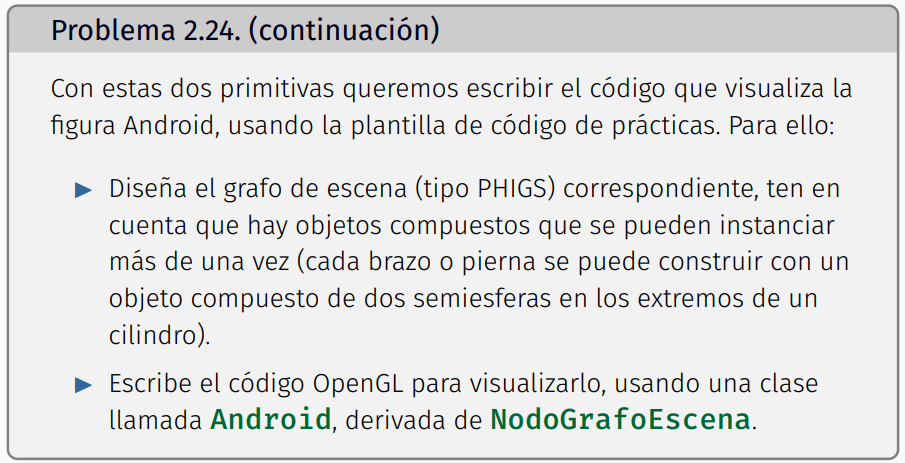 Problema 2.24. (continuación)
Con estas dos primitivas queremos escribir el código que visualiza la
figura Android, usando la plantilla de código de prácticas. Para ello:
▶ Diseña el grafo de escena (tipo PHIGS) correspondiente, ten en
cuenta que hay objetos compuestos que se pueden instanciar
más de una vez (cada brazo o pierna se puede construir con un
objeto compuesto de dos semiesferas en los extremos de un
cilindro).
▶ Escribe el código OpenGL para visualizarlo, usando una clase
llamada Android, derivada de NodoGrafoEscena.